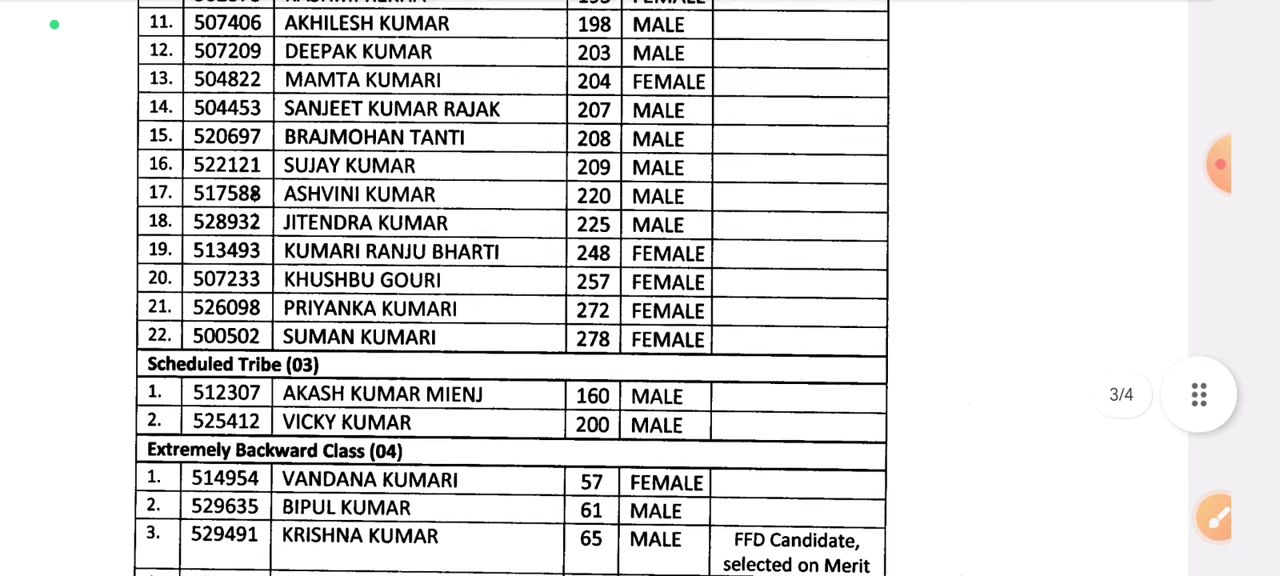 11. 507406 AKHILESH KUMAR 198 MALE
12. 507209 DEEPAK KUMAR 203 MALE
13. 504822 MAMTA KUMARI 204 FEMALE
14. 504453 SANJEET KUMAR RAJAK 207 MALE
15. 520697 BRAJMOHAN TANTI 208 MALE
16. 522121 SUJAY KUMAR 209 MALE
17. 517588 ASHVINI KUMAR 220 MALE
18. 528932 JITENDRA KUMAR 225 MALE
19. 513493 KUMARI RANJU BHARTI 248 FEMALE
20. 507233 KHUSHBU GOURI 257 FEMALE
21. 526098 PRIYANKA KUMARI 272 FEMALE
22. 500502 SUMAN KUMARI 278 FEMALE
Scheduled Tribe (03)
1. 512307 AKASH KUMAR MIENJ 160 MALE
2. 525412 VICKY KUMAR 200 MALE
Extremely Backward Class (04)
1. 514954 VANDANA KUMARI 57 FEMALE
2. 529635 BIPUL KUMAR 61 MALE
3. 529491 KRISHNA KUMAR 65 MALE FFD Candidate,
selected on Merit
3/4